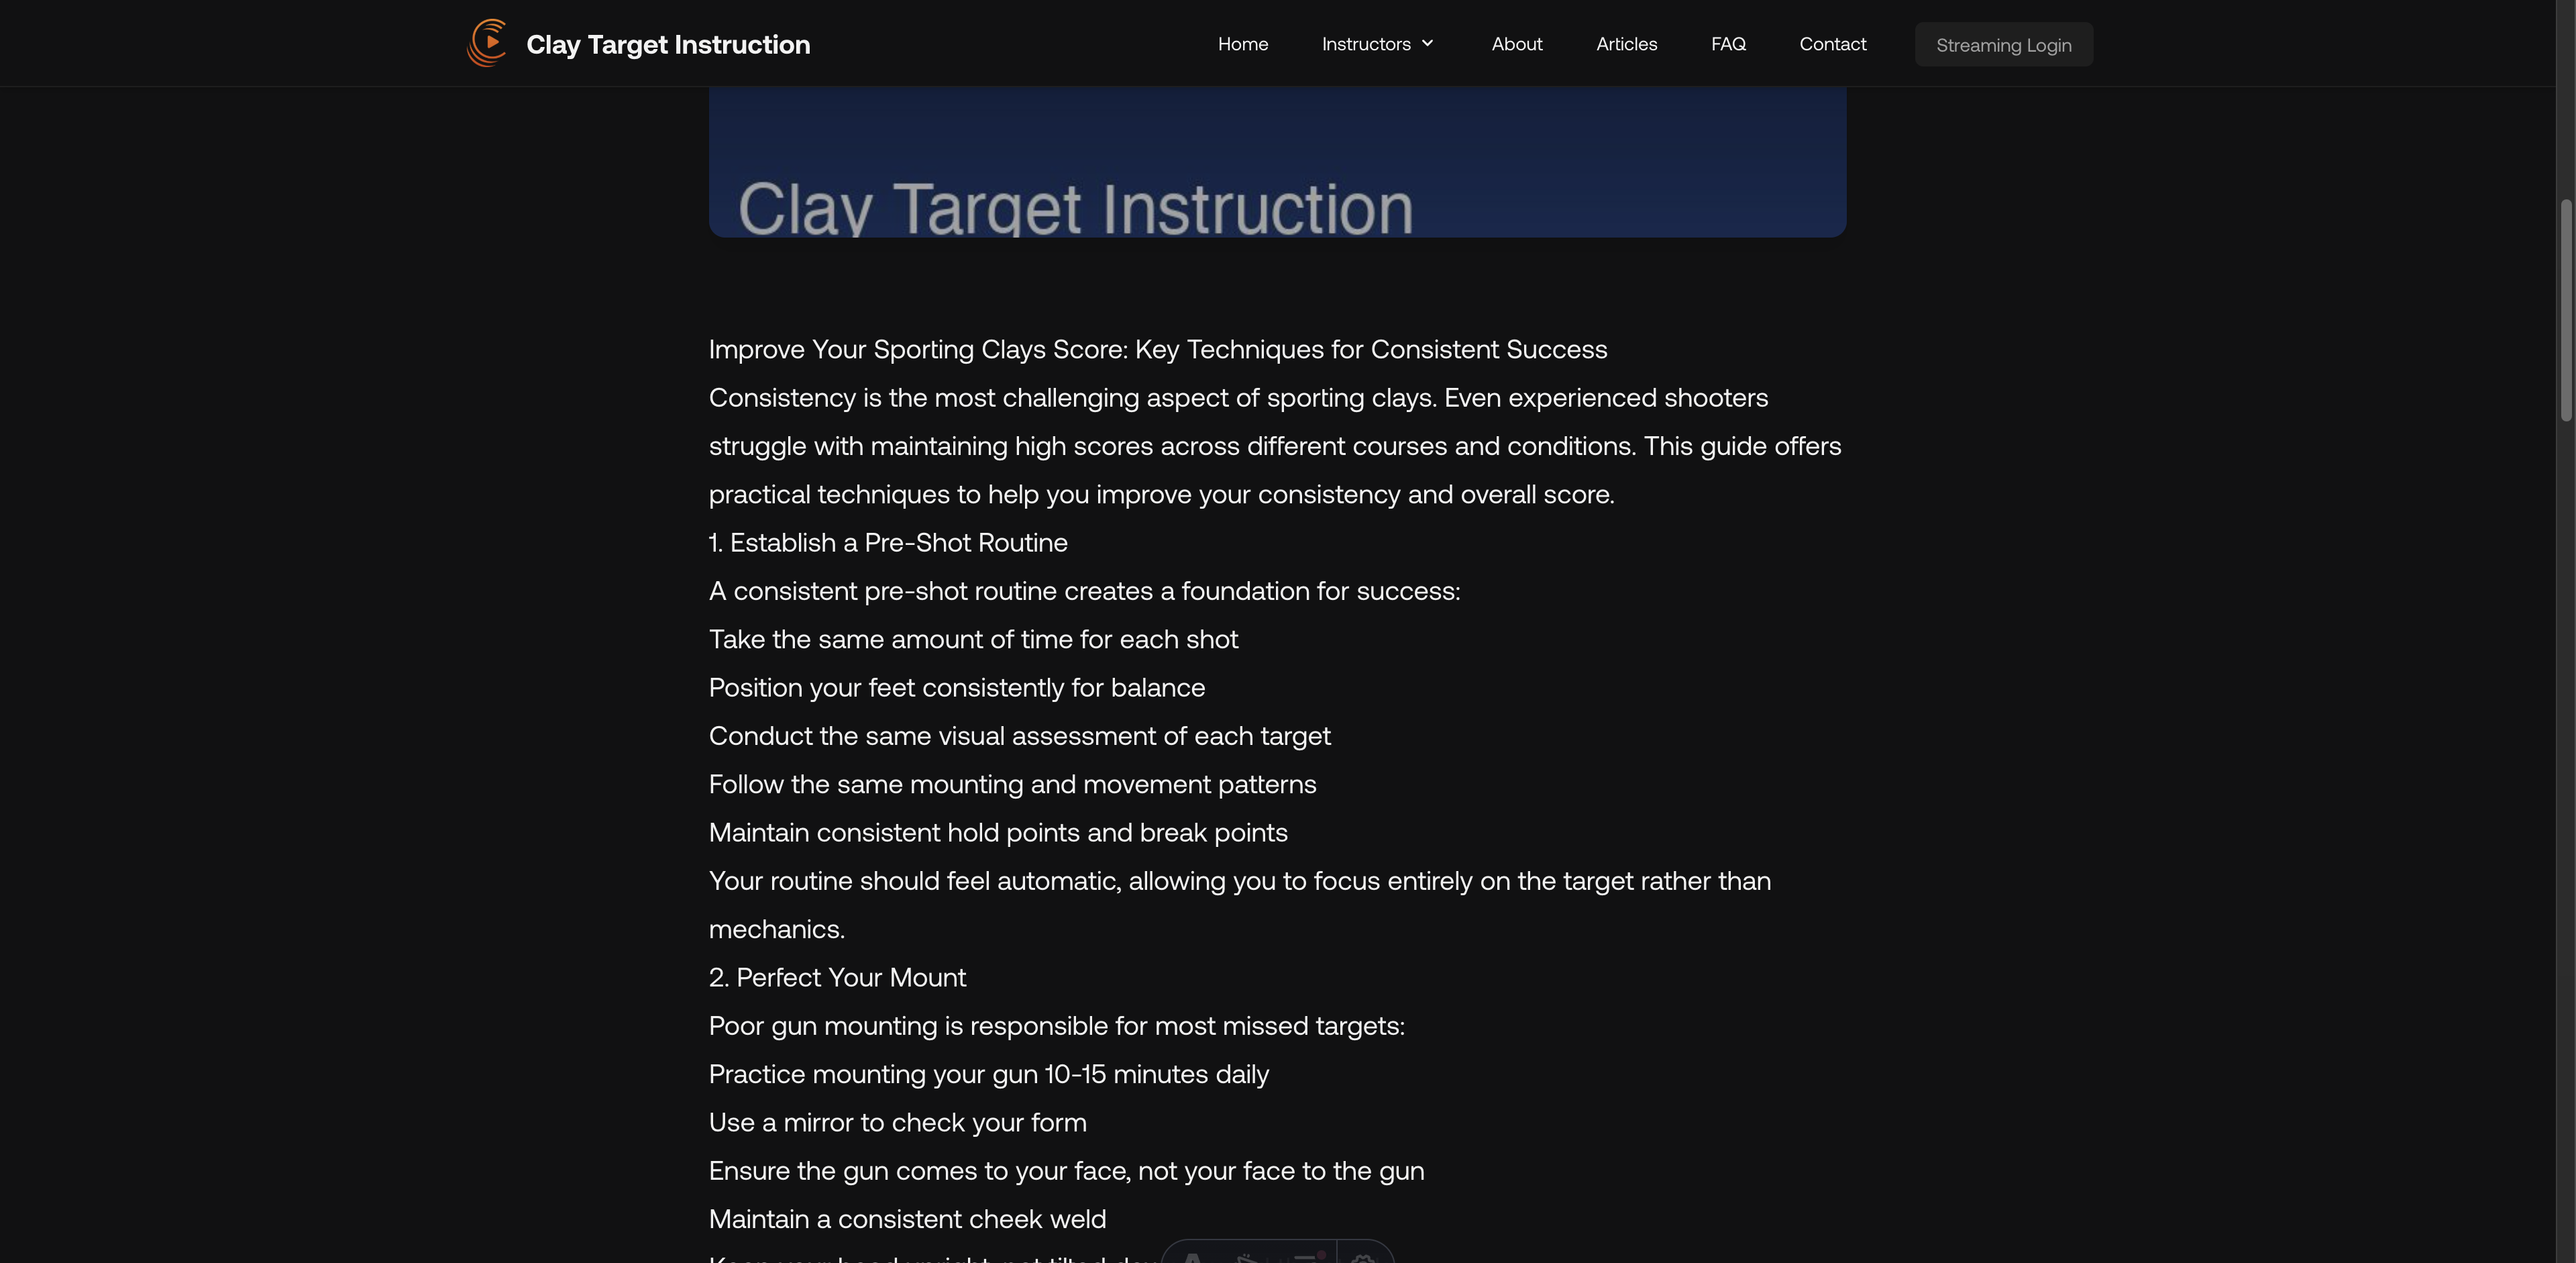 Clay Target Instruction
Home
Instructors
About
Articles
FAQ
Contact
Streaming Login
Clay Target Instruction
Improve Your Sporting Clays Score: Key Techniques for Consistent Success
Consistency is the most challenging aspect of sporting clays. Even experienced shooters
struggle with maintaining high scores across different courses and conditions. This guide offers
practical techniques to help you improve your consistency and overall score.
1. Establish a Pre-Shot Routine
A consistent pre-shot routine creates a foundation for success:
Take the same amount of time for each shot
Position your feet consistently for balance
Conduct the same visual assessment of each target
Follow the same mounting and movement patterns
Maintain consistent hold points and break points
Your routine should feel automatic, allowing you to focus entirely on the target rather than
mechanics.
2. Perfect Your Mount
Poor gun mounting is responsible for most missed targets:
Practice mounting your gun 10-15 minutes daily
Use a mirror to check your form
Ensure the gun comes to your face, not your face to the gun
Maintain a consistent cheek weld